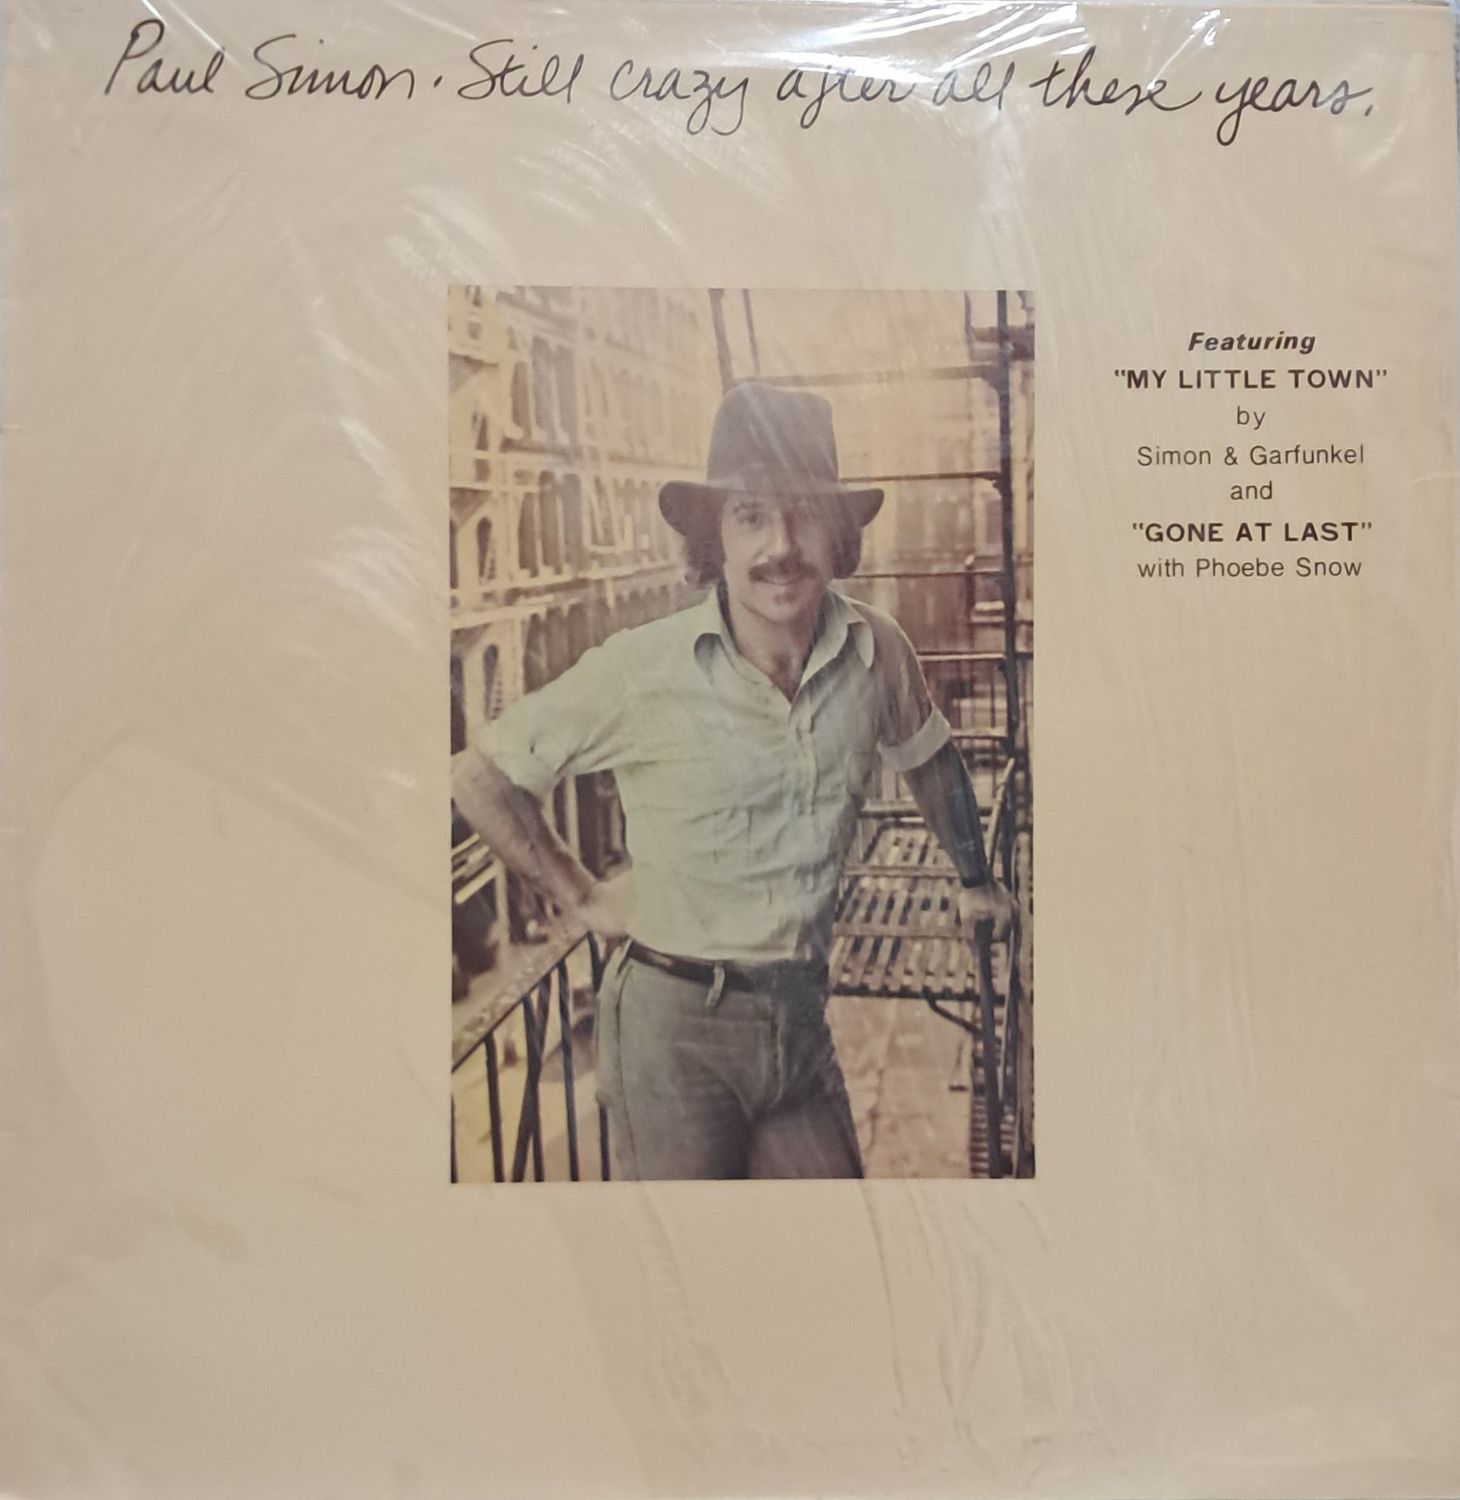 Paul Simon. Still crazy after all these years.
Featuring
"MY LITTLE TOWN"
by
Simon & Garfunkel
and
"GONE AT LAST"
with Phoebe Snow